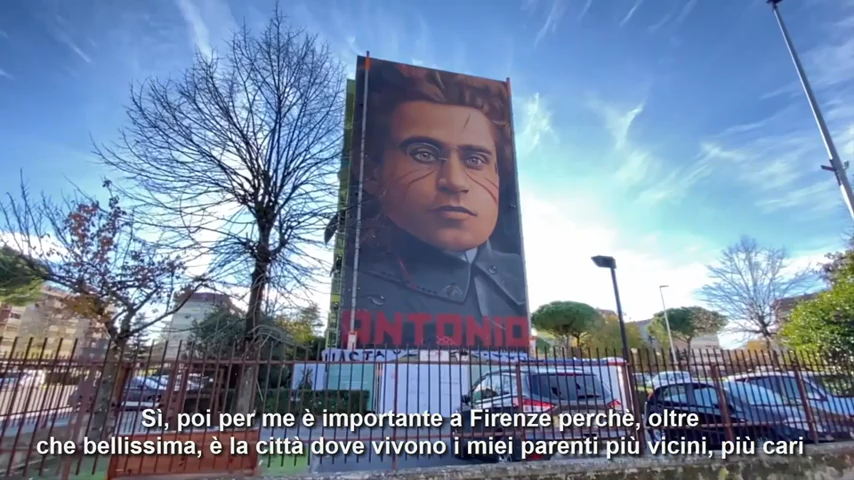 ANTONIO
Sì, poi per me è importante a Firenze perchè, oltre
che bellissima, è la città dove vivono i miei parenti più vicini, più cari